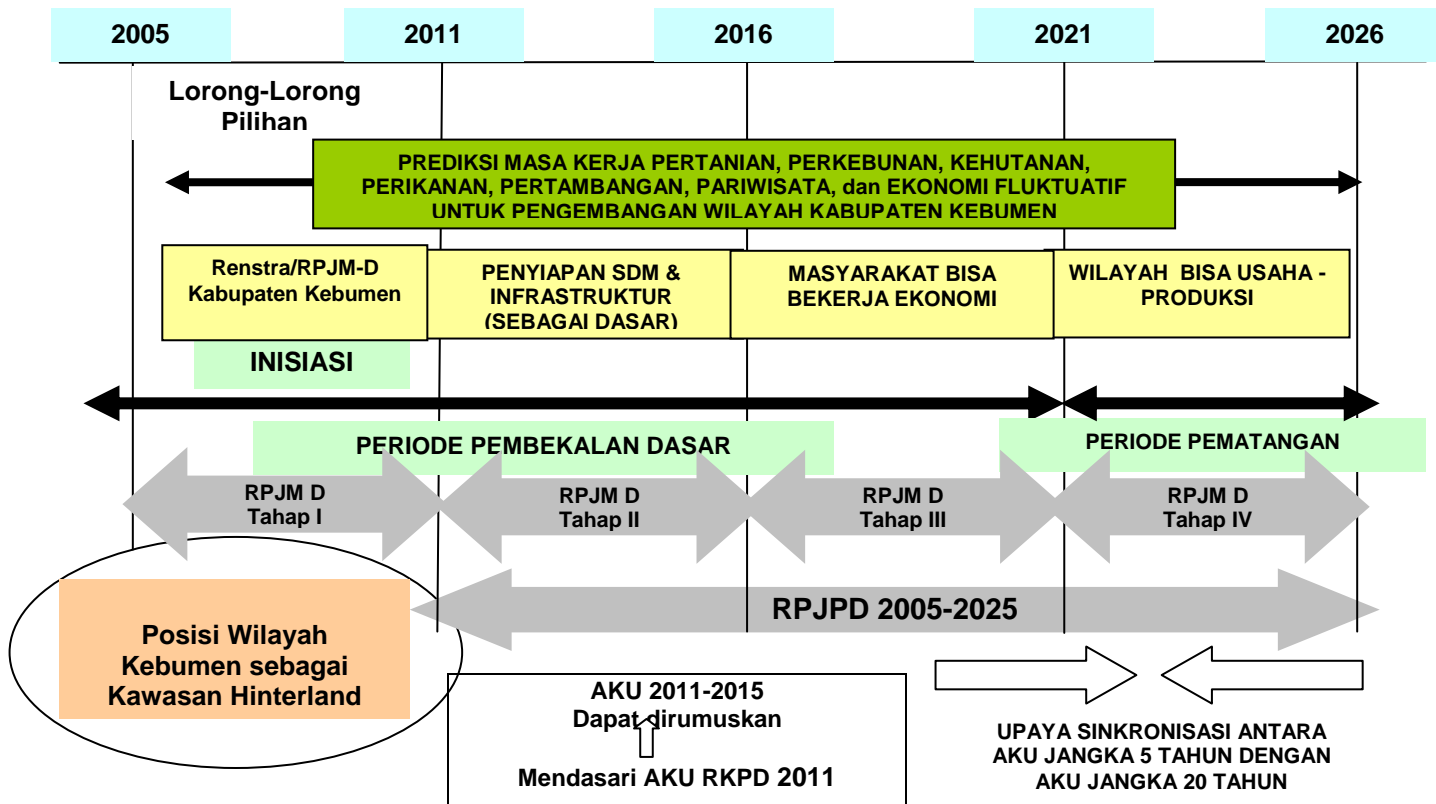 2005
2011
2016
2021
2026
Lorong-Lorong
Pilihan
PREDIKSI MASA KERJA PERTANIAN, PERKEBUNAN, KEHUTANAN,
PERIKANAN, PERTAMBANGAN, PARIWISATA, dan EKONOMI FLUKTUATIF
UNTUK PENGEMBANGAN WILAYAH KABUPATEN KEBUMEN
Renstra/RPJM-D
Kabupaten Kebumen
PENYIAPAN SDM &
INFRASTRUKTUR
(SEBAGAI DASAR)
MASYARAKAT BISA
BEKERJA EKONOMI
WILAYAH BISA USAHA -
PRODUKSI
INISIASI
PERIODE PEMBEKALAN DASAR
PERIODE PEMATANGAN
RPJM D
Tahap I
RPJM D
Tahap II
RPJM D
Tahap III
RPJM D
Tahap IV
RPJPD 2005-2025
Posisi Wilayah
Kebumen sebagai
Kawasan Hinterland
AKU 2011-2015
Dapat dirumuskan
Mendasari AKU RKPD 2011
UPAYA SINKRONISASI ANTARA
AKU JANGKA 5 TAHUN DENGAN
AKU JANGKA 20 TAHUN